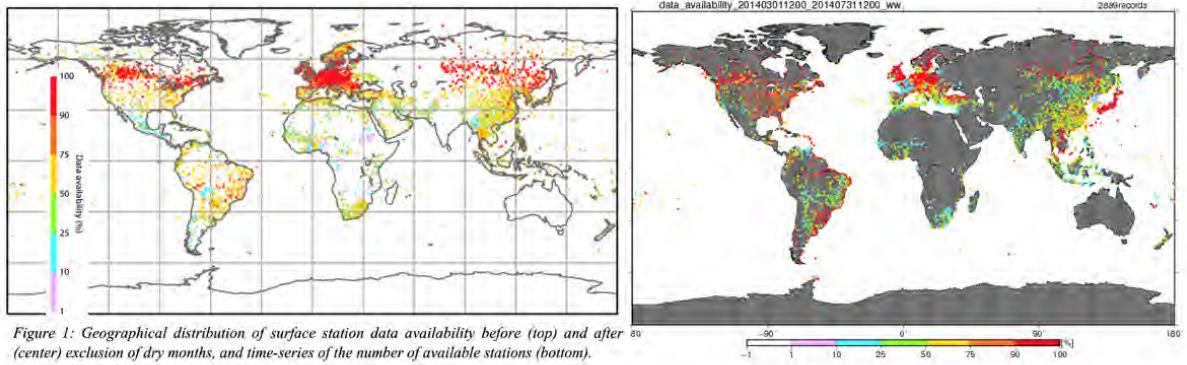 data_availability_201403011200_201407311200_ww
2889records
100
90
75
50
25
10
1
Data availability (%)
Figure 1: Geographical distribution of surface station data availability before (top) and after
(center) exclusion of dry months, and time-series of the number of available stations (bottom).
80 -90 0 90 180
-1 1 10 25 50 75 90 100
[%]